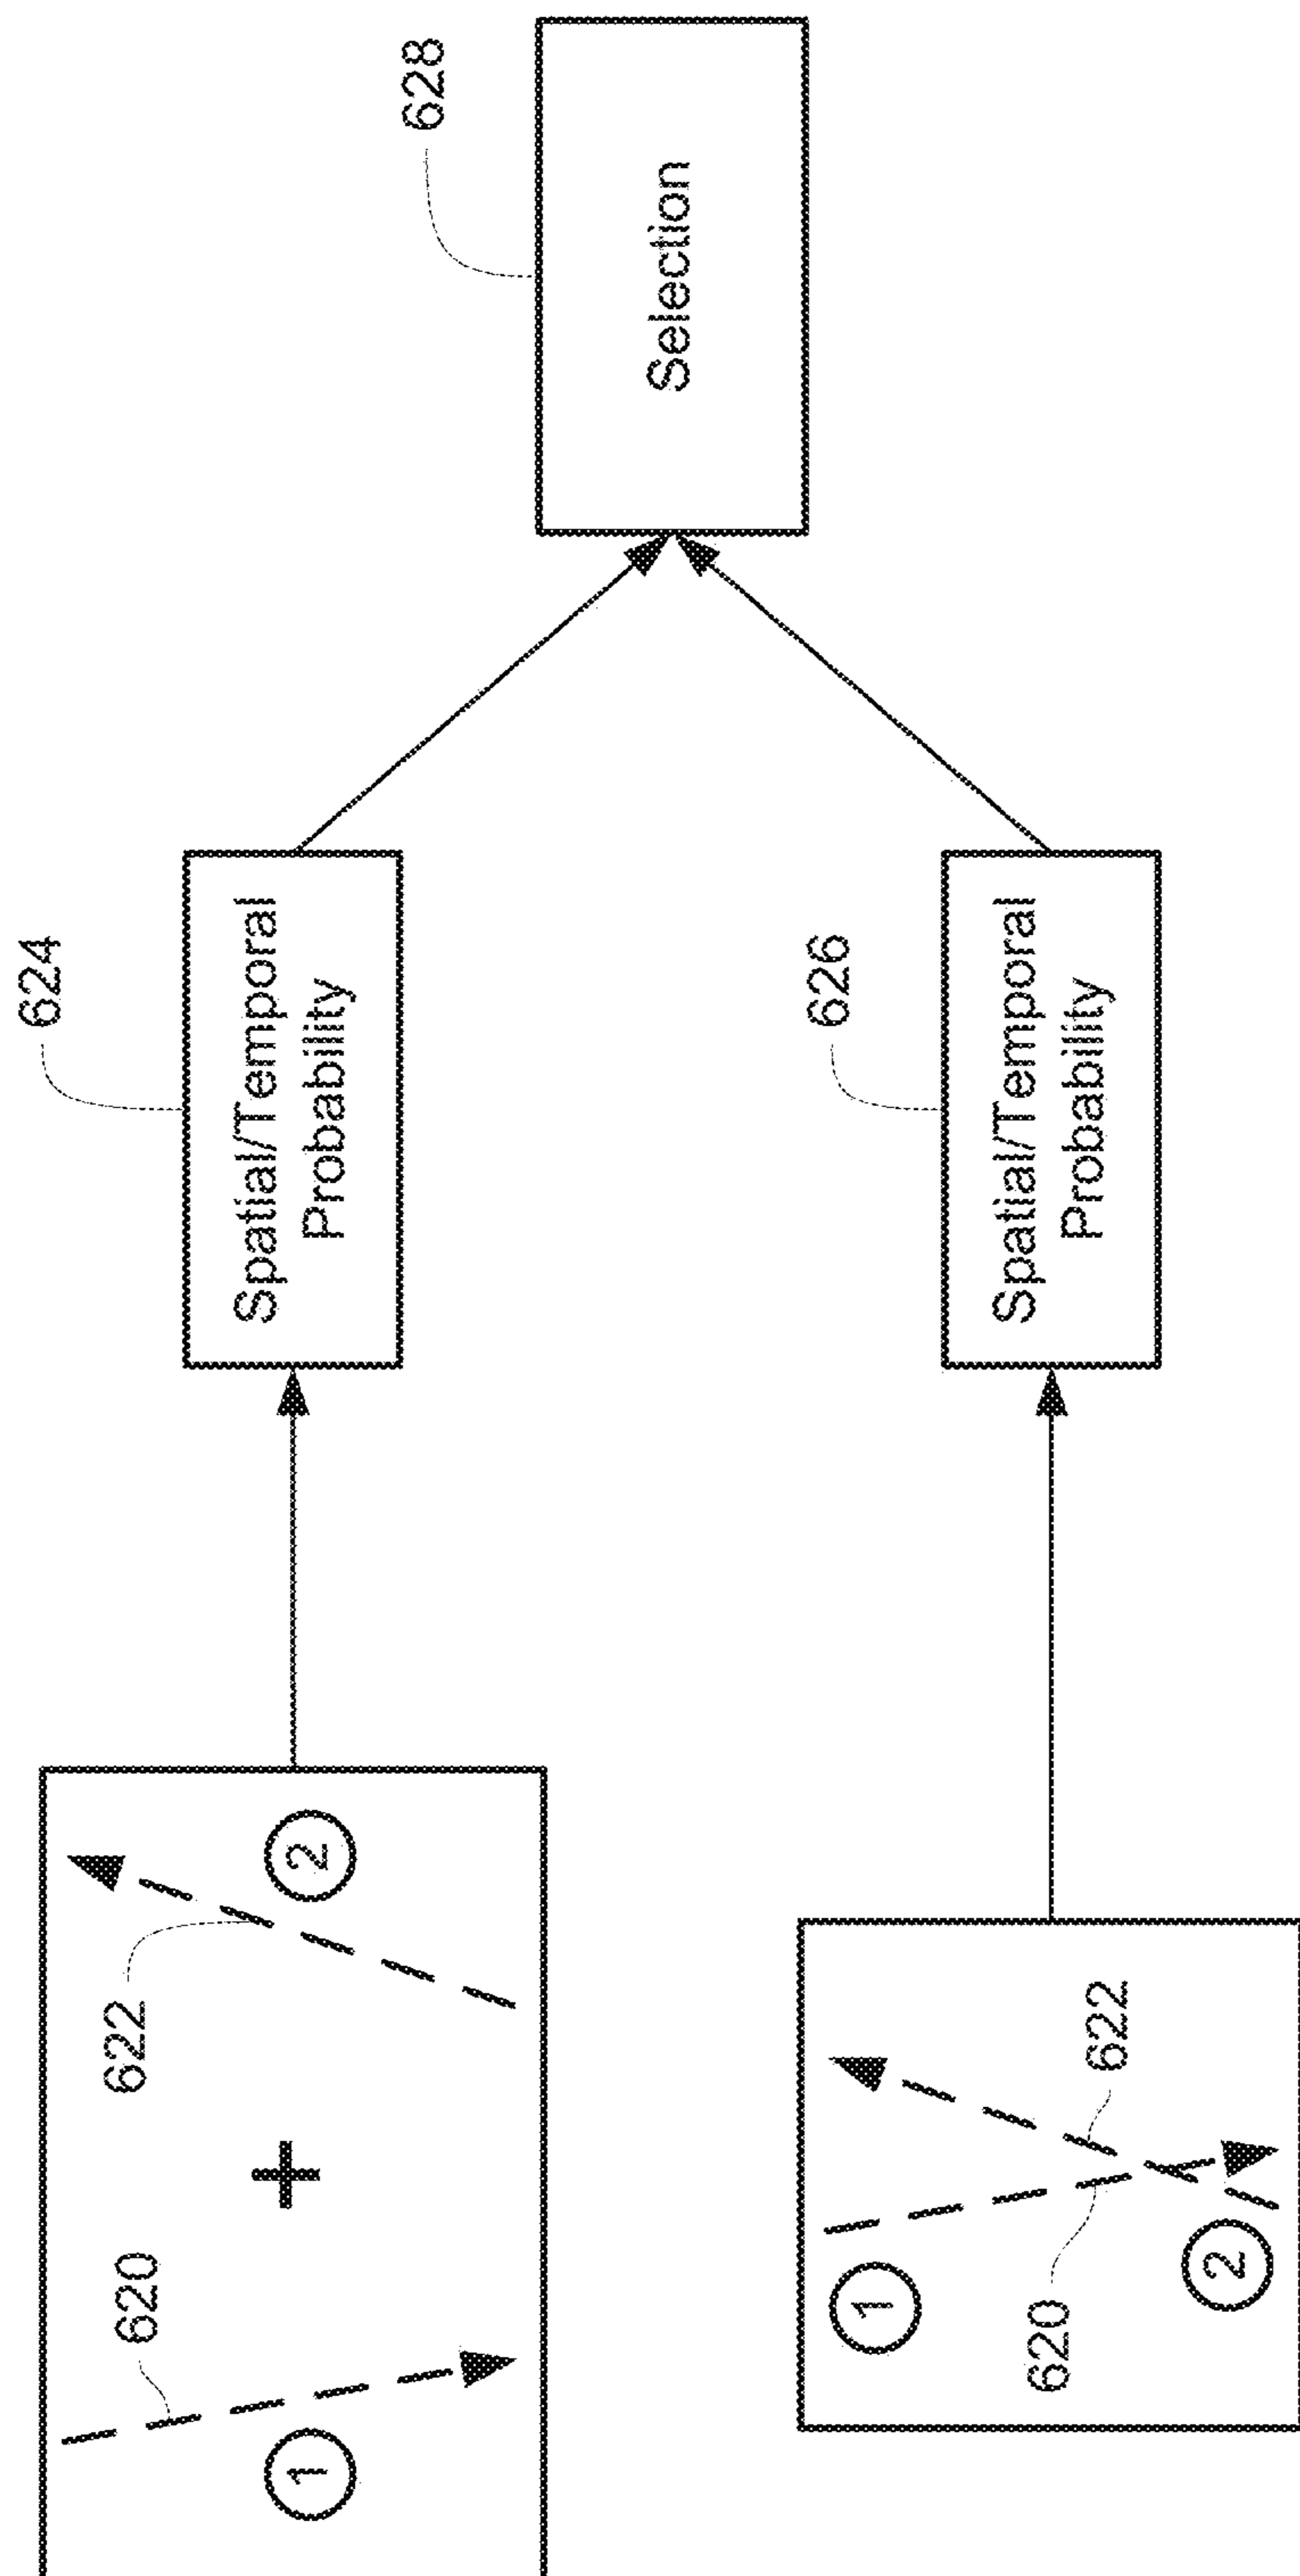 620
1
+
622
2
624
Spatial/Temporal
Probability
628
Selection
1
620
2
622
626
Spatial/Temporal
Probability